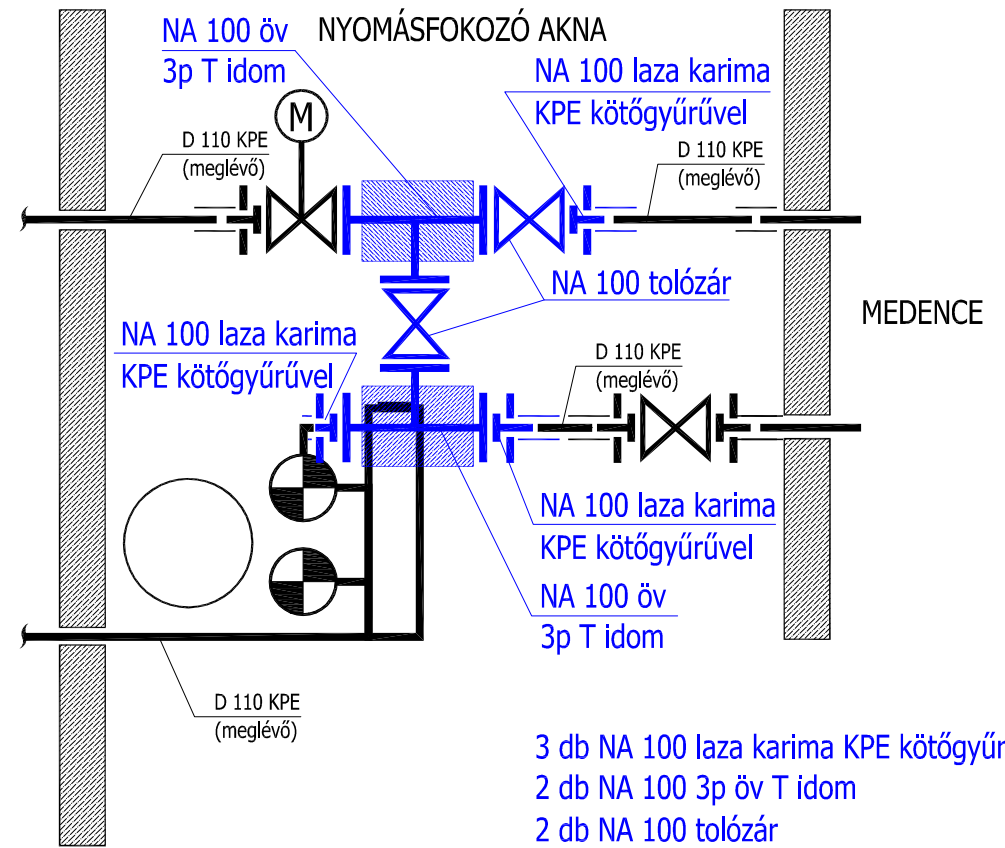 NYOMÁSFOKOZÓ AKNA
NA 100 öv
3p T idom
NA 100 laza karima
KPE kötőgyűrűvel
M
D 110 KPE
(meglévő)
D 110 KPE
(meglévő)
NA 100 tolózár
MEDENCE
NA 100 laza karima
KPE kötőgyűrűvel
D 110 KPE
(meglévő)
NA 100 laza karima
KPE kötőgyűrűvel
NA 100 öv
3p T idom
D 110 KPE
(meglévő)
3 db NA 100 laza karima KPE kötőgyűr
2 db NA 100 3p öv T idom
2 db NA 100 tolózár